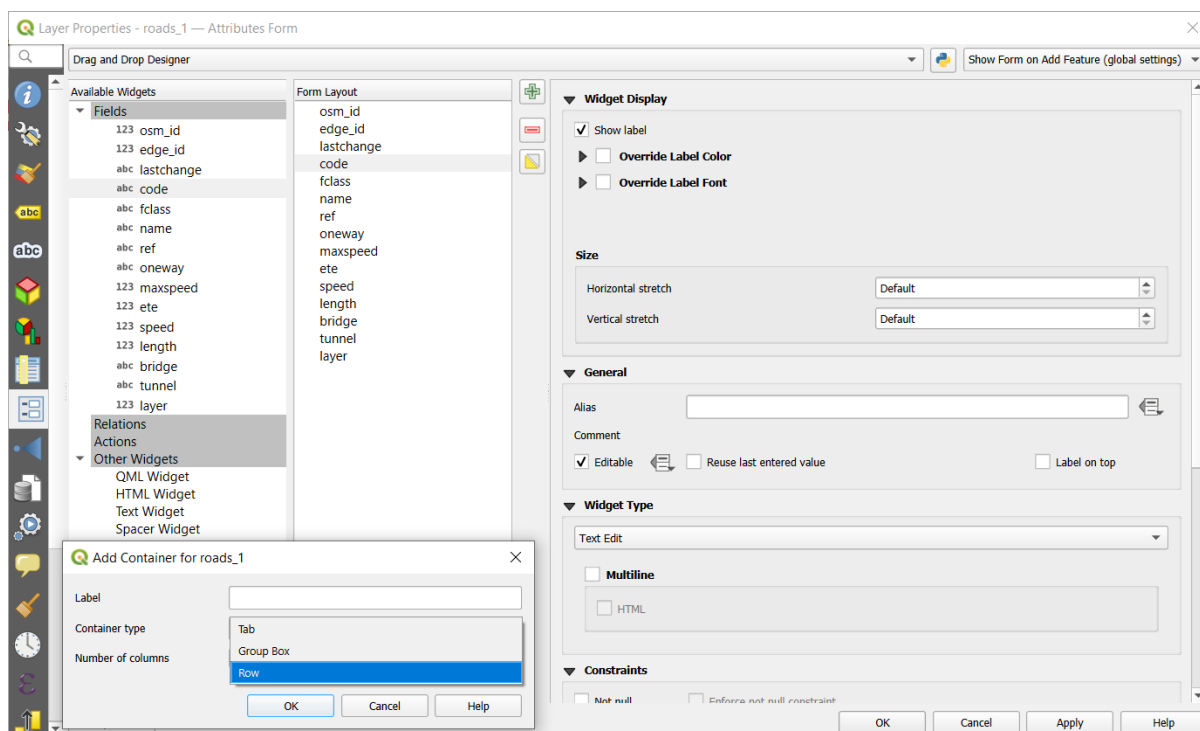 Layer Properties - roads_1 — Attributes Form
Drag and Drop Designer
Show Form on Add Feature (global settings)
Available Widgets
Fields
123 osm_id
123 edge_id
abc lastchange
abc code
abc fclass
abc name
abc ref
abc oneway
123 maxspeed
123 ete
123 speed
123 length
abc bridge
abc tunnel
123 layer
Relations
Actions
Other Widgets
QML Widget
HTML Widget
Text Widget
Spacer Widget
Form Layout
osm_id
edge_id
lastchange
code
fclass
name
ref
oneway
maxspeed
ete
speed
length
bridge
tunnel
layer
Widget Display
Show label
Override Label Color
Override Label Font
Size
Horizontal stretch Default
Vertical stretch Default
General
Alias
Comment
Editable Reuse last entered value Label on top
Widget Type
Text Edit
Multiline
HTML
Constraints
Not null Enforce not null constraint
OK Cancel Apply Help
abc
abc
Add Container for roads_1
Label
Container type
Tab
Group Box
Row
Number of columns
OK Cancel Help